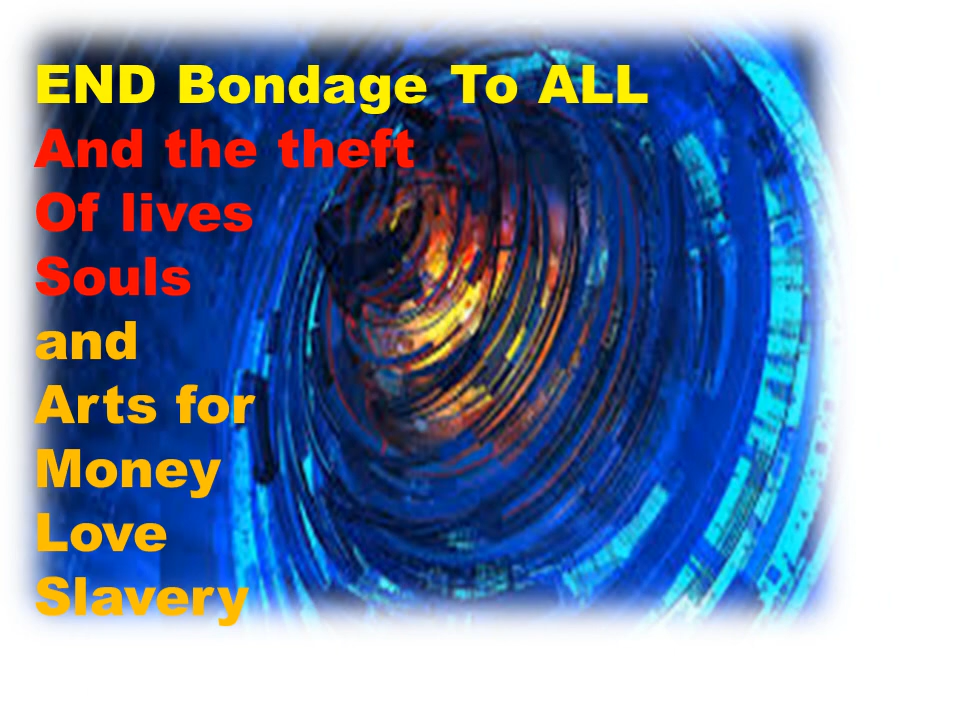 END Bondage To ALL
And the theft
Of lives
Souls
and
Arts for
Money
Love
Slavery